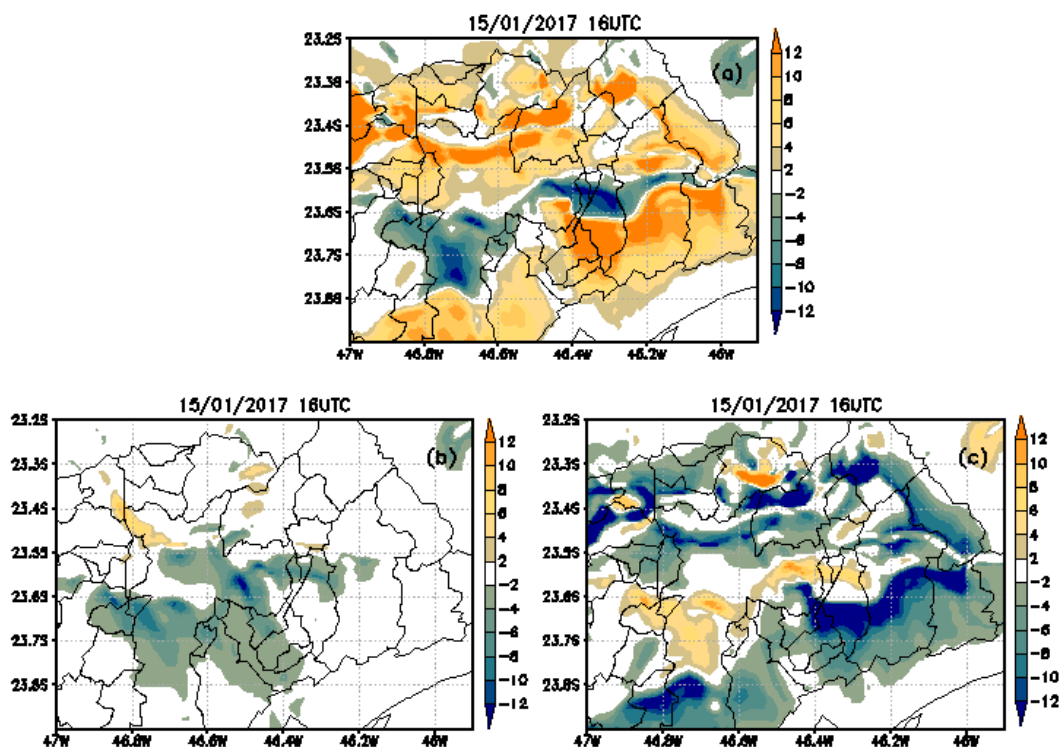 15/01/2017 16UTC
23.2S
(a)
23.3S
23.4S
23.5S
23.6S
23.7S
23.8S
47W 46.8W 46.6W 46.4W 46.2W 46W
12
10
8
6
4
2
-2
-4
-6
-8
-10
-12
15/01/2017 16UTC
23.2S
(b)
23.3S
23.4S
23.5S
23.6S
23.7S
23.8S
47W 46.8W 46.6W 46.4W 46.2W 46W
12
10
8
6
4
2
-2
-4
-6
-8
-10
-12
15/01/2017 16UTC
23.2S
(c)
23.3S
23.4S
23.5S
23.6S
23.7S
23.8S
47W 46.8W 46.6W 46.4W 46.2W 46W
12
10
8
6
4
2
-2
-4
-6
-8
-10
-12